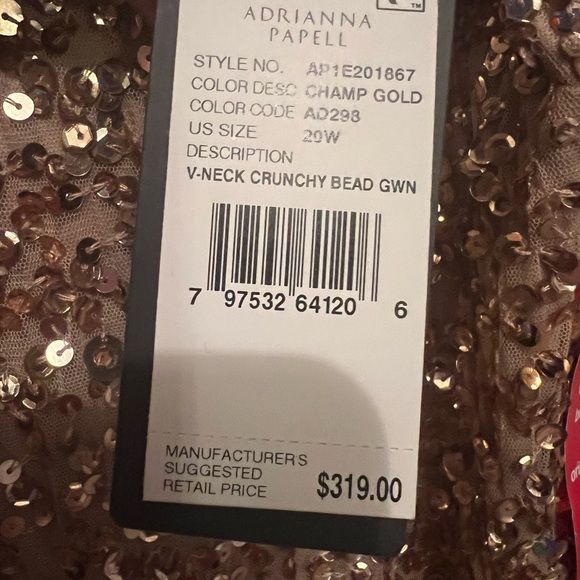 ADRIANNA
PAPELL
STYLE NO. AP1E201867
COLOR DESC CHAMP GOLD
COLOR CODE AD298
US SIZE 20W
DESCRIPTION
V-NECK CRUNCHY BEAD GWN
7 97532 64120 6
MANUFACTURER'S
SUGGESTED
RETAIL PRICE $319.00